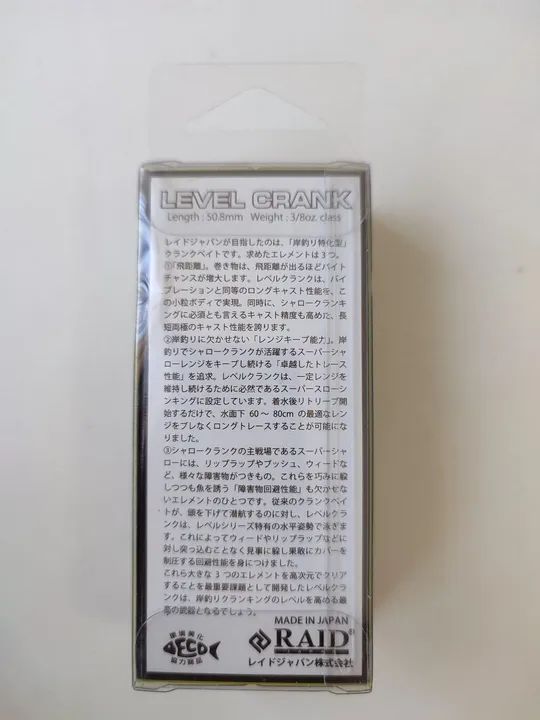 LEVEL CRANK
Length : 50.8mm Weight : 3/8oz. class
レイドジャパンが目指したのは、「岸釣り特化型」
クランクベイトです。求めたエレメントは3つ。
①「飛距離」。巻き物は、飛距離が出るほどバイト
チャンスが増大します。レベルクランクは、バイ
ブレーションと同等のロングキャスト性能を、こ
の小粒ボディで実現。同時に、シャロークランキ
ングに必須とも言えるキャスト精度も高めた、長
短両極のキャスト性能を誇ります。
②岸釣りに欠かせない「レンジキープ能力」。岸
釣りでシャロークランクが活躍するスーパーシャ
ローレンジをキープし続ける「卓越したトレース
性能」を追求。レベルクランクは、一定レンジを
維持し続けるために必然であるスーパースローシ
ンキングに設定しています。着水後リトリーブ開
始するだけで、水面下 60 〜 80cm の最適なレン
ジをブレなくロングトレースすることが可能にな
りました。
③シャロークランクの主戦場であるスーパーシャ
ローには、リップラップやブッシュ、ウィードな
ど、様々な障害物がつきもの。これらを巧みに躱
しつつも魚を誘う「障害物回避性能」も欠かせな
いエレメントのひとつです。従来のクランクベイ
トが、頭を下げて潜航するのに対し、レベルクラ
ンクは、レベルシリーズ特有の水平姿勢で泳ぎま
す。これによってウィードやリップラップなどに
対し突っ込むことなく見事に躱し果敢にカバーを
制圧する回避性能を身につけました。
これら大きな 3 つのエレメントを高次元でクリア
することを最重要課題として開発したレベルクラ
ンクは、岸釣りクランキングのレベルを高める最
高の武器となるでしょう。
MADE IN JAPAN
環境美化
ECO
協力商品
RAID®
JAPAN
レイドジャパン株式会社